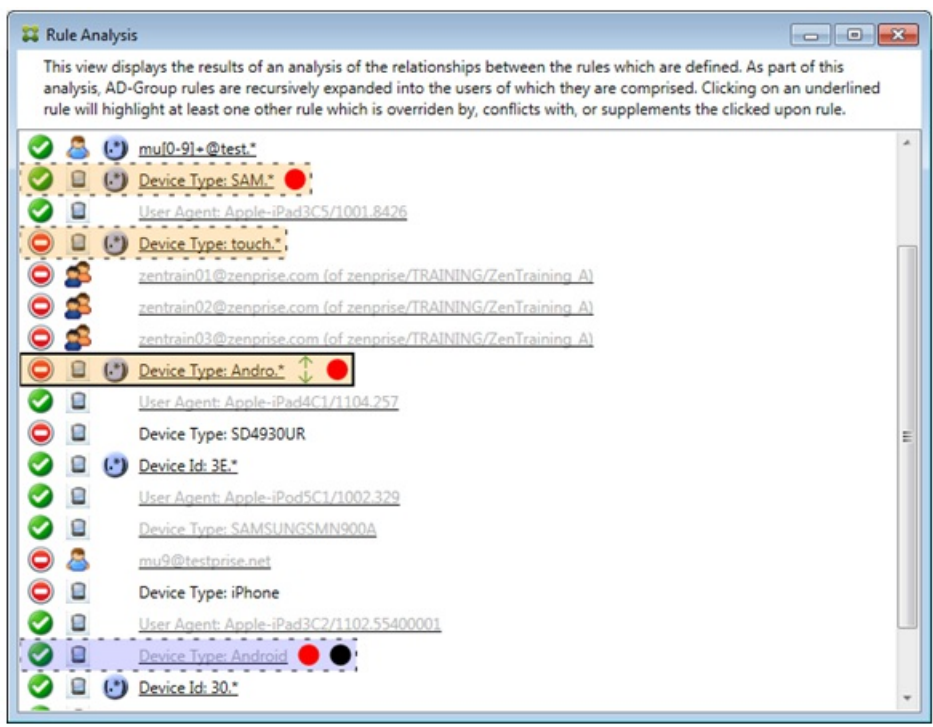 Rule Analysis
This view displays the results of an analysis of the relationships between the rules which are defined. As part of this
analysis, AD-Group rules are recursively expanded into the users of which they are comprised. Clicking on an underlined
rule will highlight at least one other rule which is overriden by, conflicts with, or supplements the clicked upon rule.
(.*) mu[0-9]+@test.*
(.*) Device Type: SAM.*
User Agent: Apple-iPad3C5/1001.8426
(.*) Device Type: touch.*
zentrain01@zenprise.com (of zenprise/TRAINING/ZenTraining_A)
zentrain02@zenprise.com (of zenprise/TRAINING/ZenTraining_A)
zentrain03@zenprise.com (of zenprise/TRAINING/ZenTraining_A)
(.*) Device Type: Andro.*
User Agent: Apple-iPad4C1/1104.257
Device Type: SD4930UR
(.*) Device Id: 3E.*
User Agent: Apple-iPod5C1/1002.329
Device Type: SAMSUNGSMN900A
mu9@testprise.net
Device Type: iPhone
User Agent: Apple-iPad3C2/1102.55400001
Device Type: Android
(.*) Device Id: 30.*